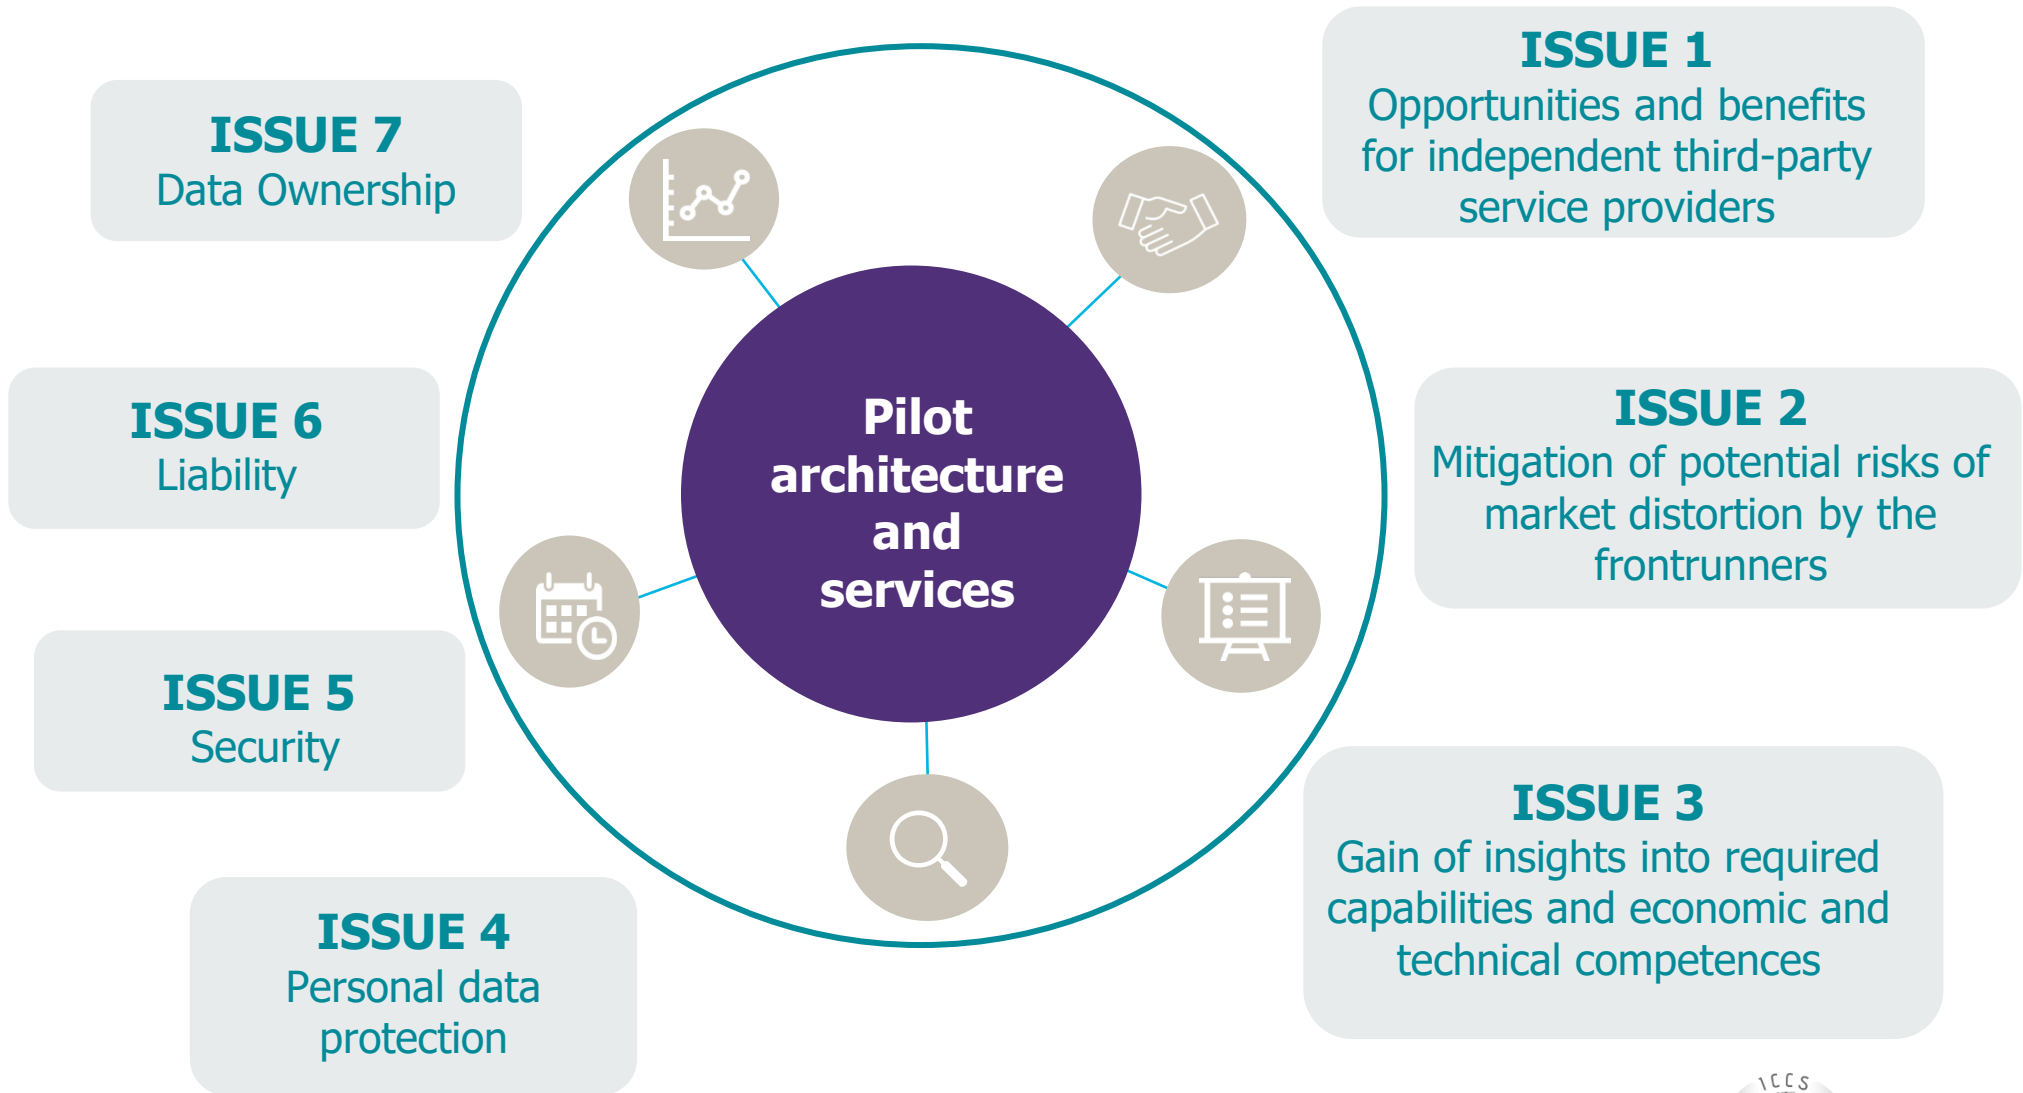 ISSUE 1
Opportunities and benefits
for independent third-party
service providers
ISSUE 2
Mitigation of potential risks of
market distortion by the
frontrunners
ISSUE 3
Gain of insights into required
capabilities and economic and
technical competences
ISSUE 4
Personal data
protection
ISSUE 5
Security
ISSUE 6
Liability
ISSUE 7
Data Ownership
Pilot
architecture
and
services
ICCS